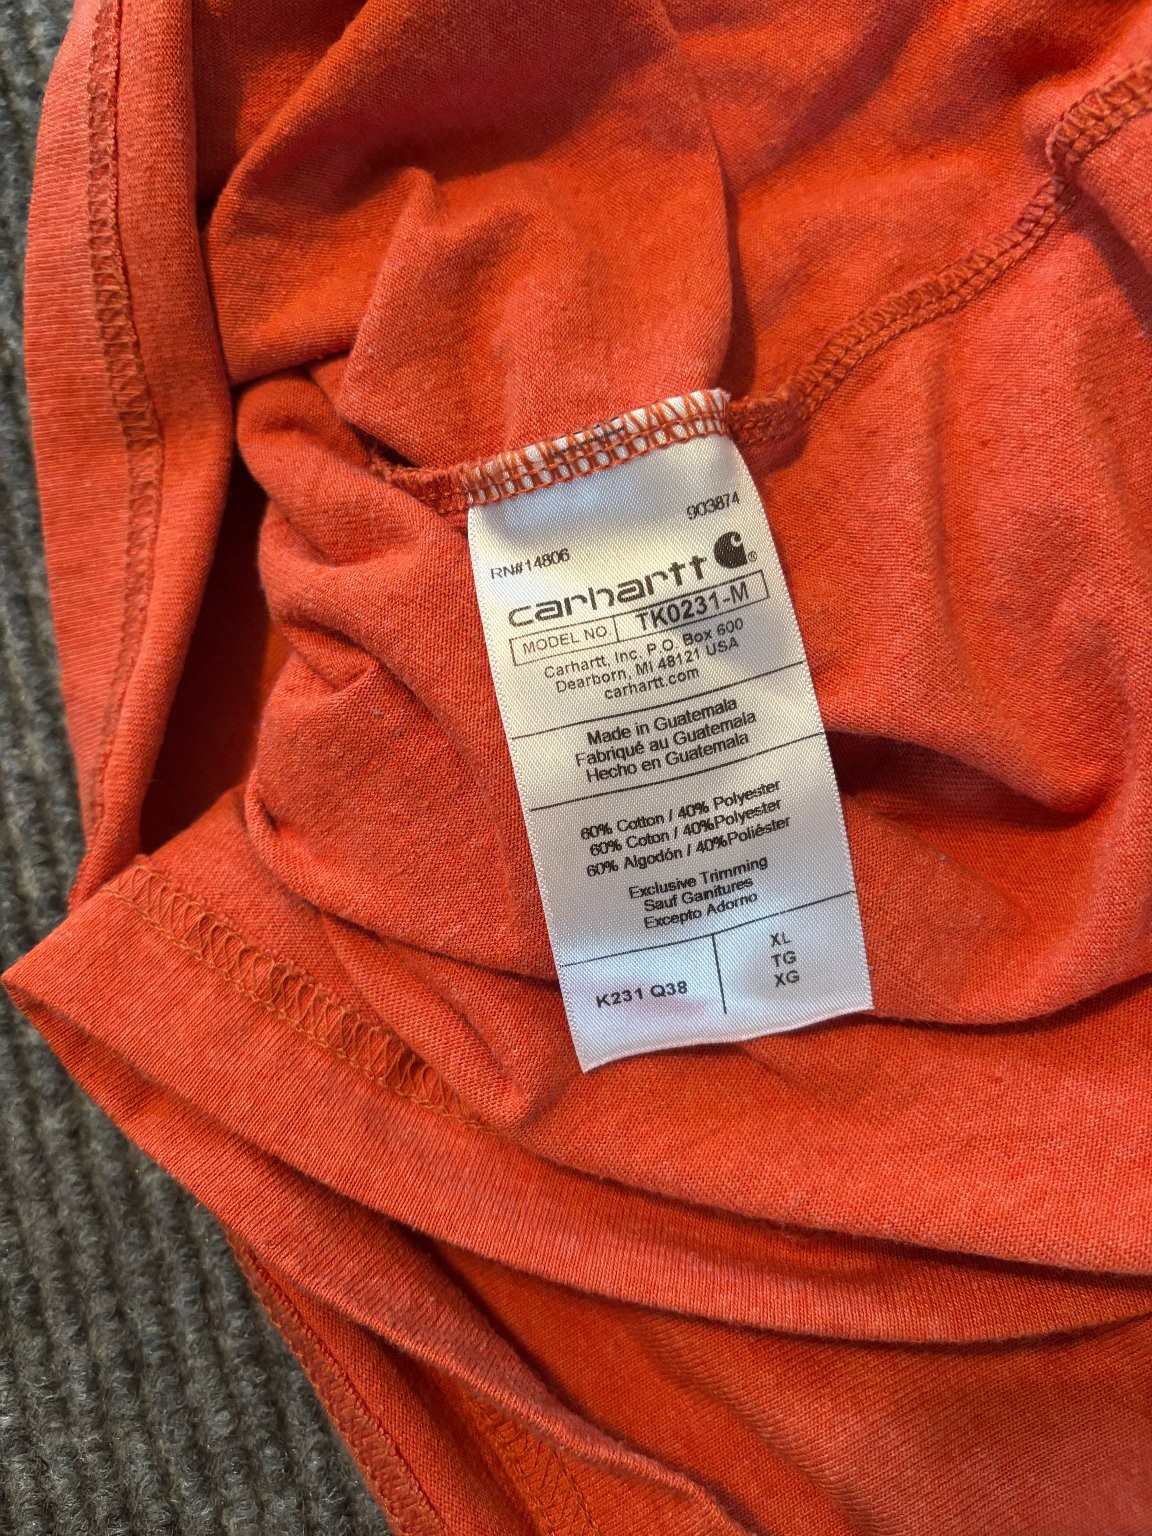 903874
RN#14806
carhartt ®
MODEL NO. TK0231-M
Carhartt, Inc. P.O. Box 600
Dearborn, MI 48121 USA
carhartt.com
Made in Guatemala
Fabriqué au Guatemala
Hecho en Guatemala
60% Cotton / 40% Polyester
60% Coton / 40%Polyester
60% Algodón / 40%Poliéster
Exclusive Trimming
Sauf Ganitures
Excepto Adorno
K231 Q38
XL
TG
XG